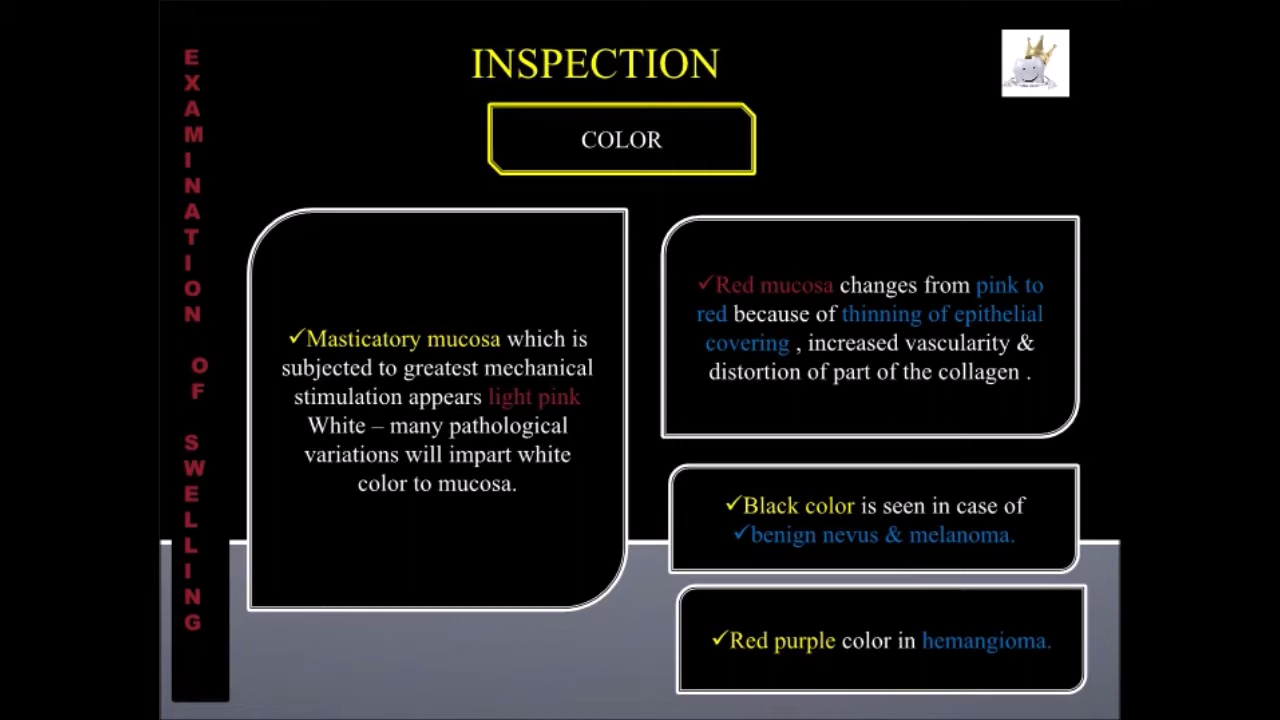 EXAMINATION OF SWELLING
INSPECTION
COLOR
✓Masticatory mucosa which is
subjected to greatest mechanical
stimulation appears light pink
White – many pathological
variations will impart white
color to mucosa.
✓Red mucosa changes from pink to
red because of thinning of epithelial
covering , increased vascularity &
distortion of part of the collagen .
✓Black color is seen in case of
✓benign nevus & melanoma.
✓Red purple color in hemangioma.